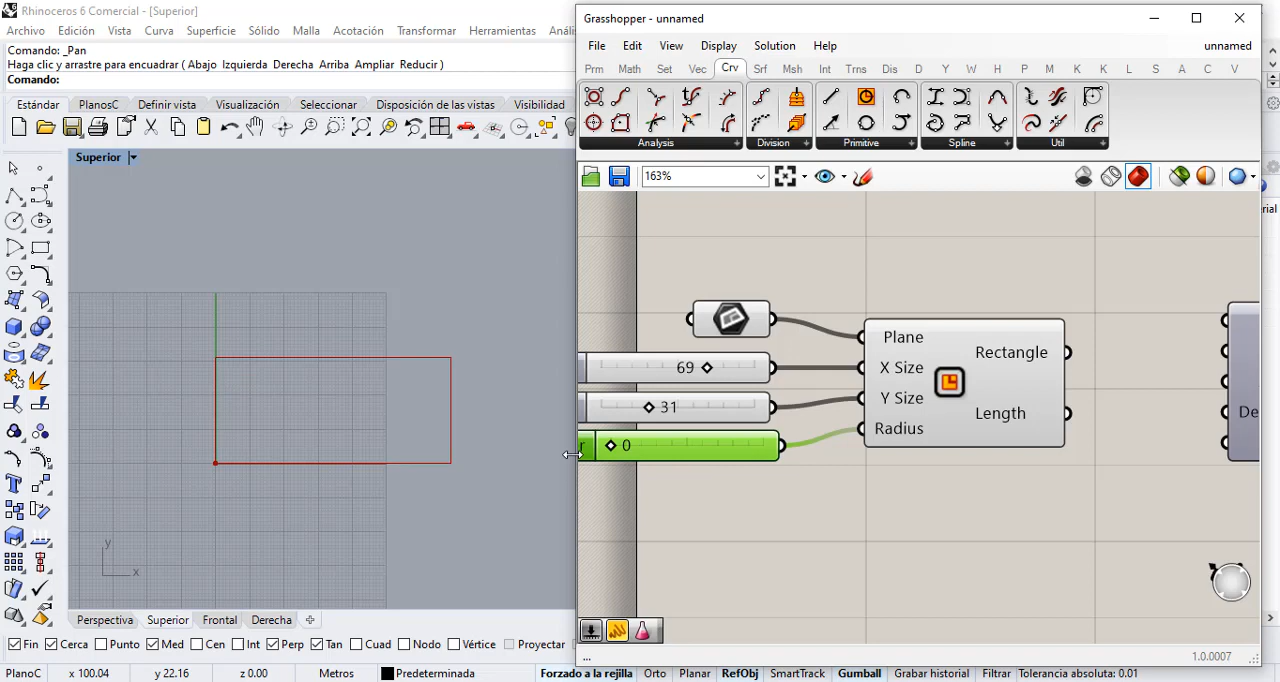 Rhinoceros 6 Comercial - [Superior]
Archivo Edición Vista Curva Superficie Sólido Malla Acotación Transformar Herramientas Anális
Comando: _Pan
Haga clic y arrastre para encuadrar ( Abajo Izquierda Derecha Arriba Ampliar Reducir )
Comando:
Estándar PlanosC Definir vista Visualización Seleccionar Disposición de las vistas Visibilidad
Superior
y
x
Perspectiva Superior Frontal Derecha
Fin Cerca Punto Med Cen Int Perp Tan Cuad Nodo Vértice Proyectar
PlanoC x 100.04 y 22.16 z 0.00 Metros Predeterminada Forzado a la rejilla Orto Planar RefObj SmartTrack Gumball Grabar historial Filtrar Tolerancia absoluta: 0.01
Grasshopper - unnamed
File Edit View Display Solution Help unnamed
Prm Math Set Vec Crv Srf Msh Int Trns Dis D Y W H P M K K L S A C V
Analysis Division Primitive Spline Util
163%
Plane
X Size
Y Size
Radius
Rectangle
Length
69
31
r 0
De
...
1.0.0007
ial